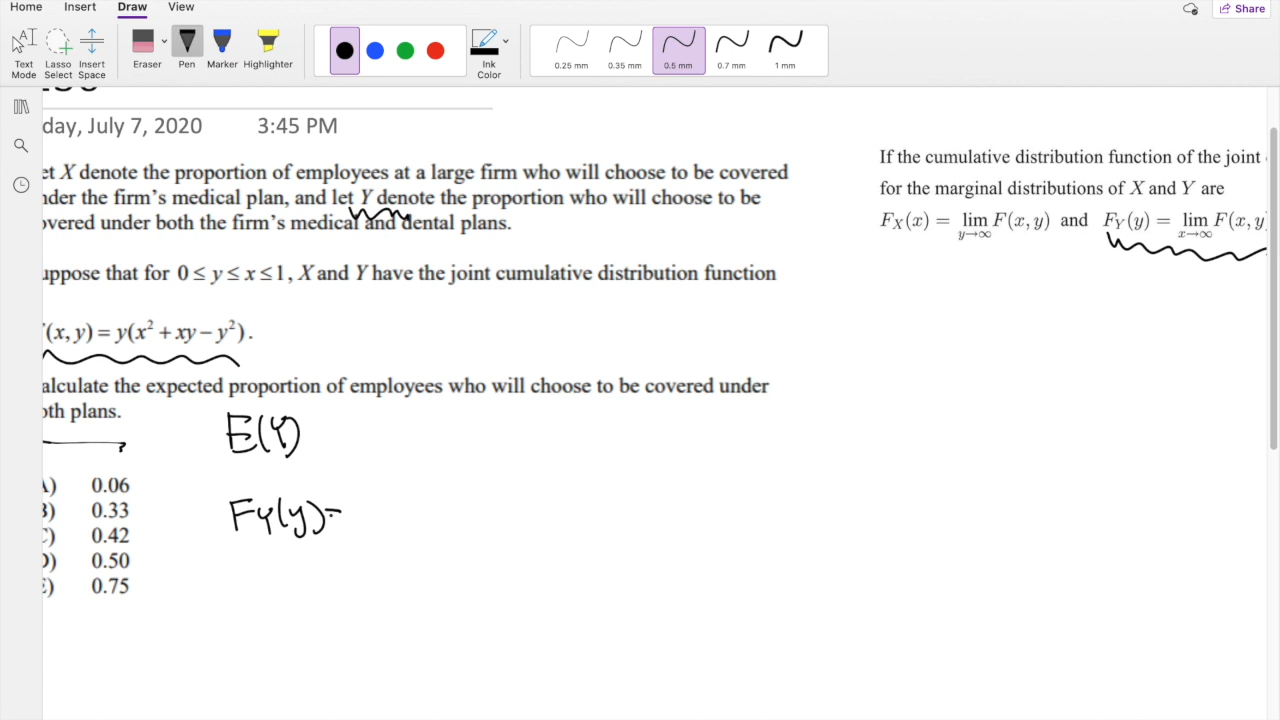 Home Insert Draw View
Share
Text Mode
Lasso Select
Insert Space
Eraser
Pen
Marker
Highlighter
Ink Color
0.25 mm
0.35 mm
0.5 mm
0.7 mm
1 mm
day, July 7, 2020 3:45 PM
et X denote the proportion of employees at a large firm who will choose to be covered
nder the firm's medical plan, and let Y denote the proportion who will choose to be
overed under both the firm's medical and dental plans.
uppose that for 0 ≤ y ≤ x ≤ 1, X and Y have the joint cumulative distribution function
(x, y) = y(x² + xy − y²).
alculate the expected proportion of employees who will choose to be covered under
oth plans.
E(Y)
F_Y(y)=
A) 0.06
B) 0.33
C) 0.42
D) 0.50
E) 0.75
If the cumulative distribution function of the joint
for the marginal distributions of X and Y are
F_X(x) = lim_{y→∞} F(x, y) and F_Y(y) = lim_{x→∞} F(x, y